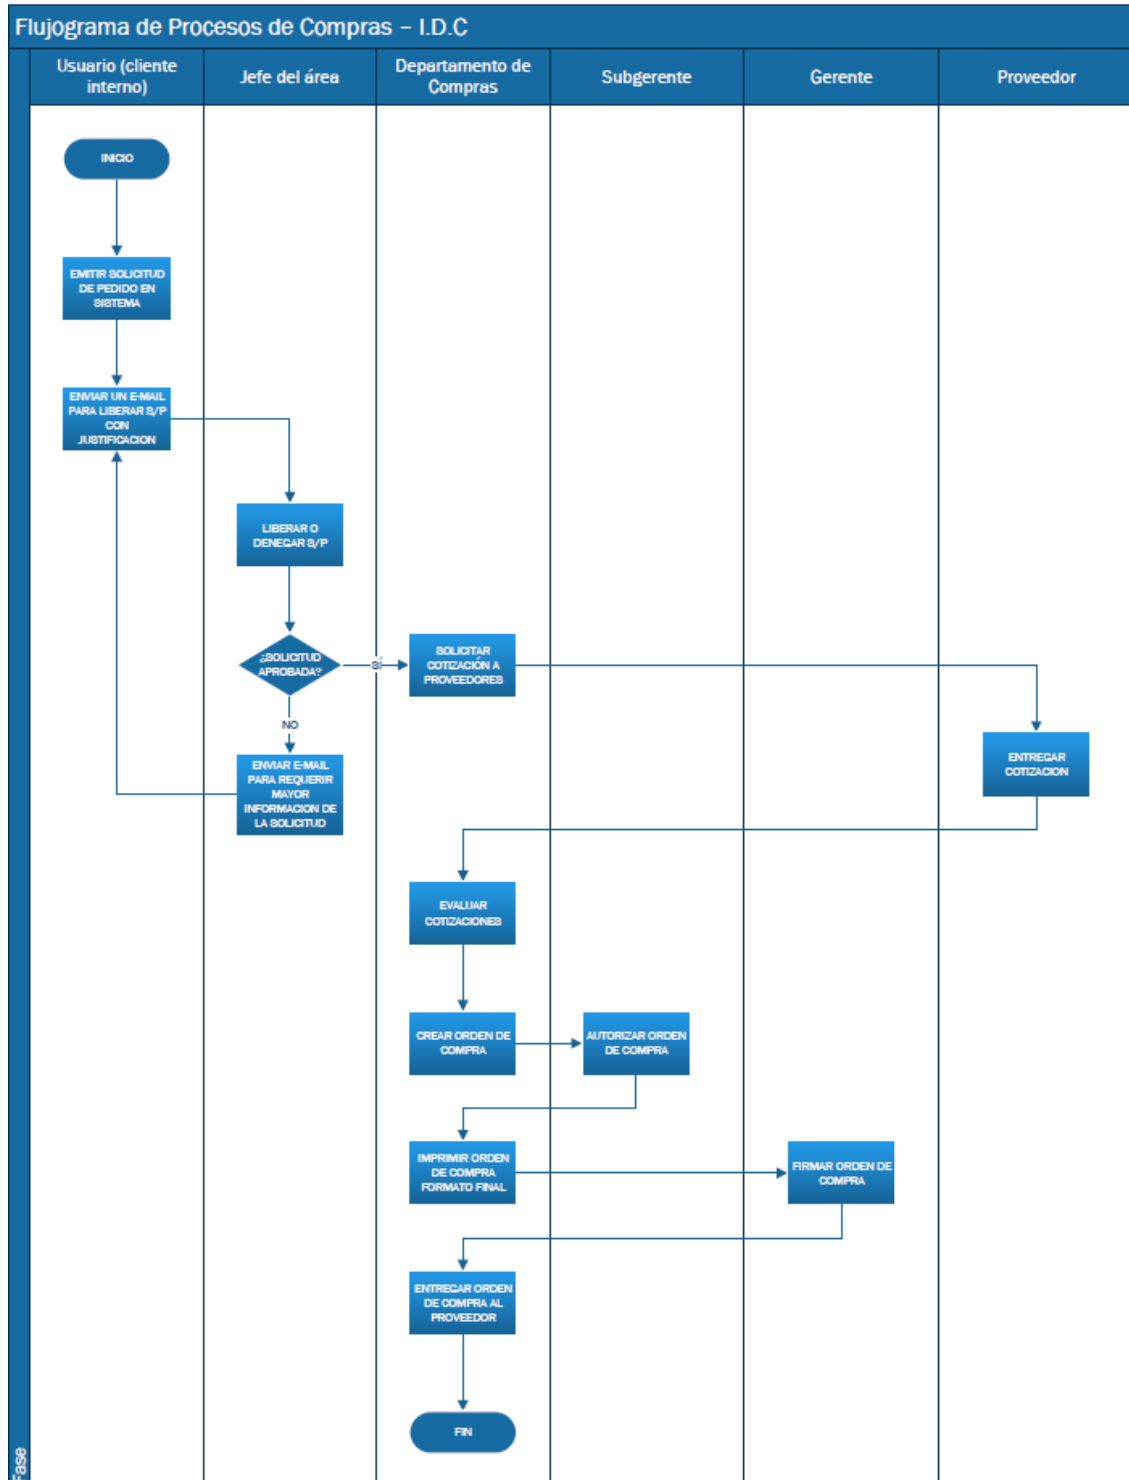 Flujograma de Procesos de Compras – I.D.C
Usuario (cliente
interno)
Jefe del área
Departamento de
Compras
Subgerente
Gerente
Proveedor
INICIO
EMITIR SOLICITUD
DE PEDIDO EN
SISTEMA
ENVIAR UN E-MAIL
PARA LIBERAR S/P
CON
JUSTIFICACION
LIBERAR O
DENEGAR S/P
¿SOLICITUD
APROBADA?
SÍ
SOLICITAR
COTIZACIÓN A
PROVEEDORES
NO
ENTREGAR
COTIZACION
ENVIAR E-MAIL
PARA REQUERIR
MAYOR
INFORMACION DE
LA SOLICITUD
EVALUAR
COTIZACIONES
CREAR ORDEN DE
COMPRA
AUTORIZAR ORDEN
DE COMPRA
IMPRIMIR ORDEN
DE COMPRA
FORMATO FINAL
FIRMAR ORDEN DE
COMPRA
ENTREGAR ORDEN
DE COMPRA AL
PROVEEDOR
FIN
Fase